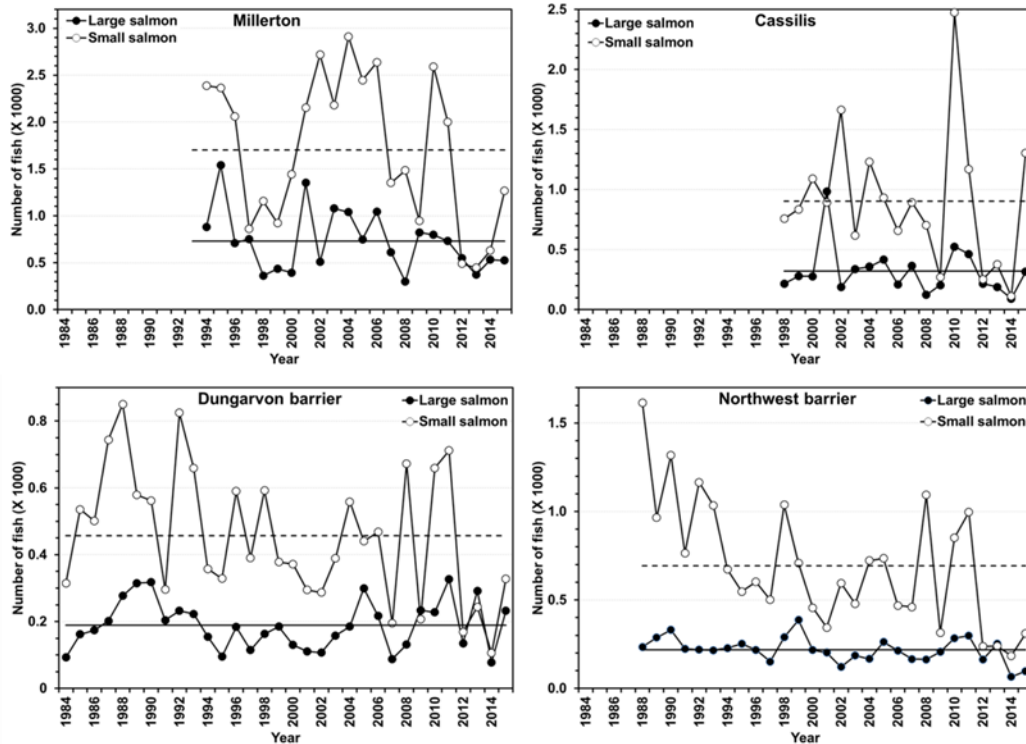 Millerton
Large salmon
Small salmon
Number of fish (X 1000)
3.0
2.5
2.0
1.5
1.0
0.5
0.0
1984 1986 1988 1990 1992 1994 1996 1998 2000 2002 2004 2006 2008 2010 2012 2014
Year
Cassilis
Large salmon
Small salmon
Number of fish (X 1000)
2.5
2.0
1.5
1.0
0.5
0.0
1984 1986 1988 1990 1992 1994 1996 1998 2000 2002 2004 2006 2008 2010 2012 2014
Year
Dungarvon barrier
Large salmon
Small salmon
Number of fish (X 1000)
0.8
0.6
0.4
0.2
0
1984 1986 1988 1990 1992 1994 1996 1998 2000 2002 2004 2006 2008 2010 2012 2014
Year
Northwest barrier
Large salmon
Small salmon
Number of fish (X 1000)
1.5
1.0
0.5
0.0
1984 1986 1988 1990 1992 1994 1996 1998 2000 2002 2004 2006 2008 2010 2012 2014
Year